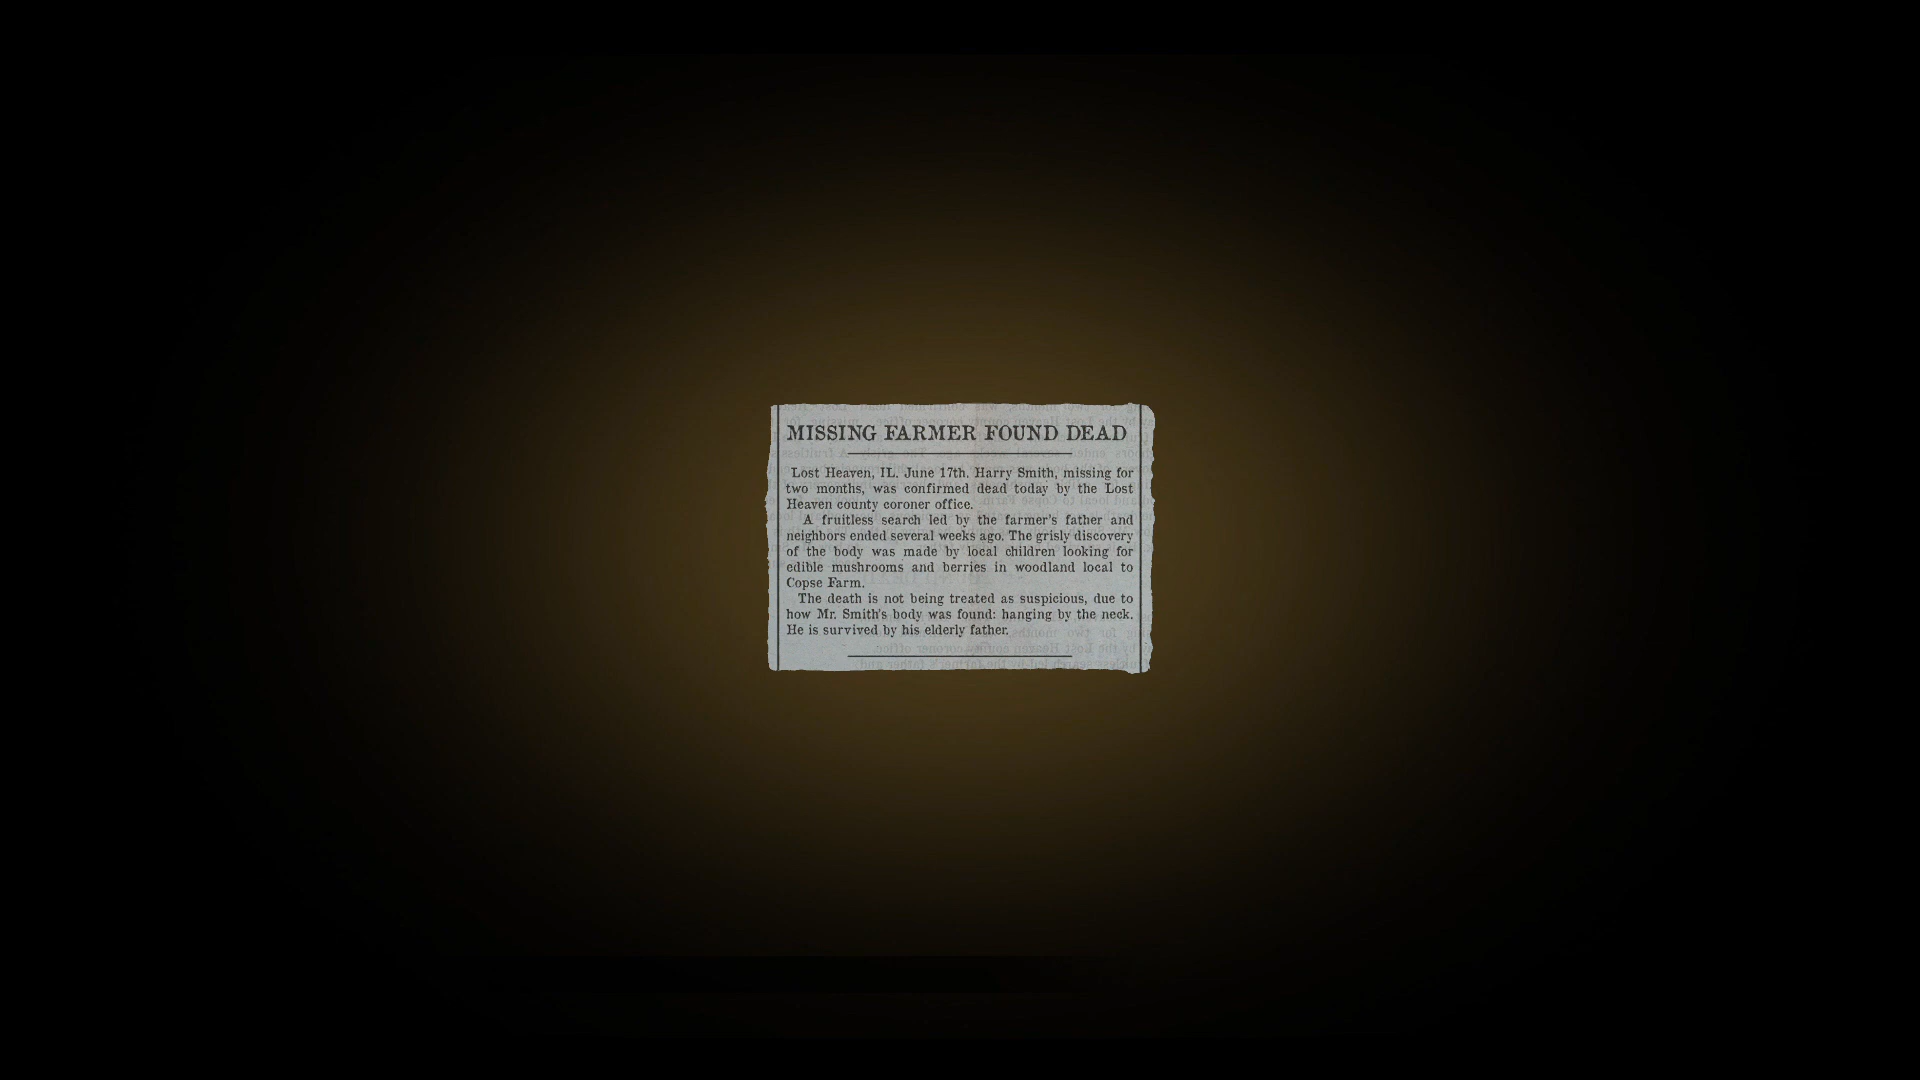 MISSING FARMER FOUND DEAD
Lost Heaven, IL. June 17th. Harry Smith, missing for
two months, was confirmed dead today by the Lost
Heaven county coroner office.
A fruitless search led by the farmer's father and
neighbors ended several weeks ago. The grisly discovery
of the body was made by local children looking for
edible mushrooms and berries in woodland local to
Copse Farm.
The death is not being treated as suspicious, due to
how Mr. Smith's body was found: hanging by the neck.
He is survived by his elderly father.